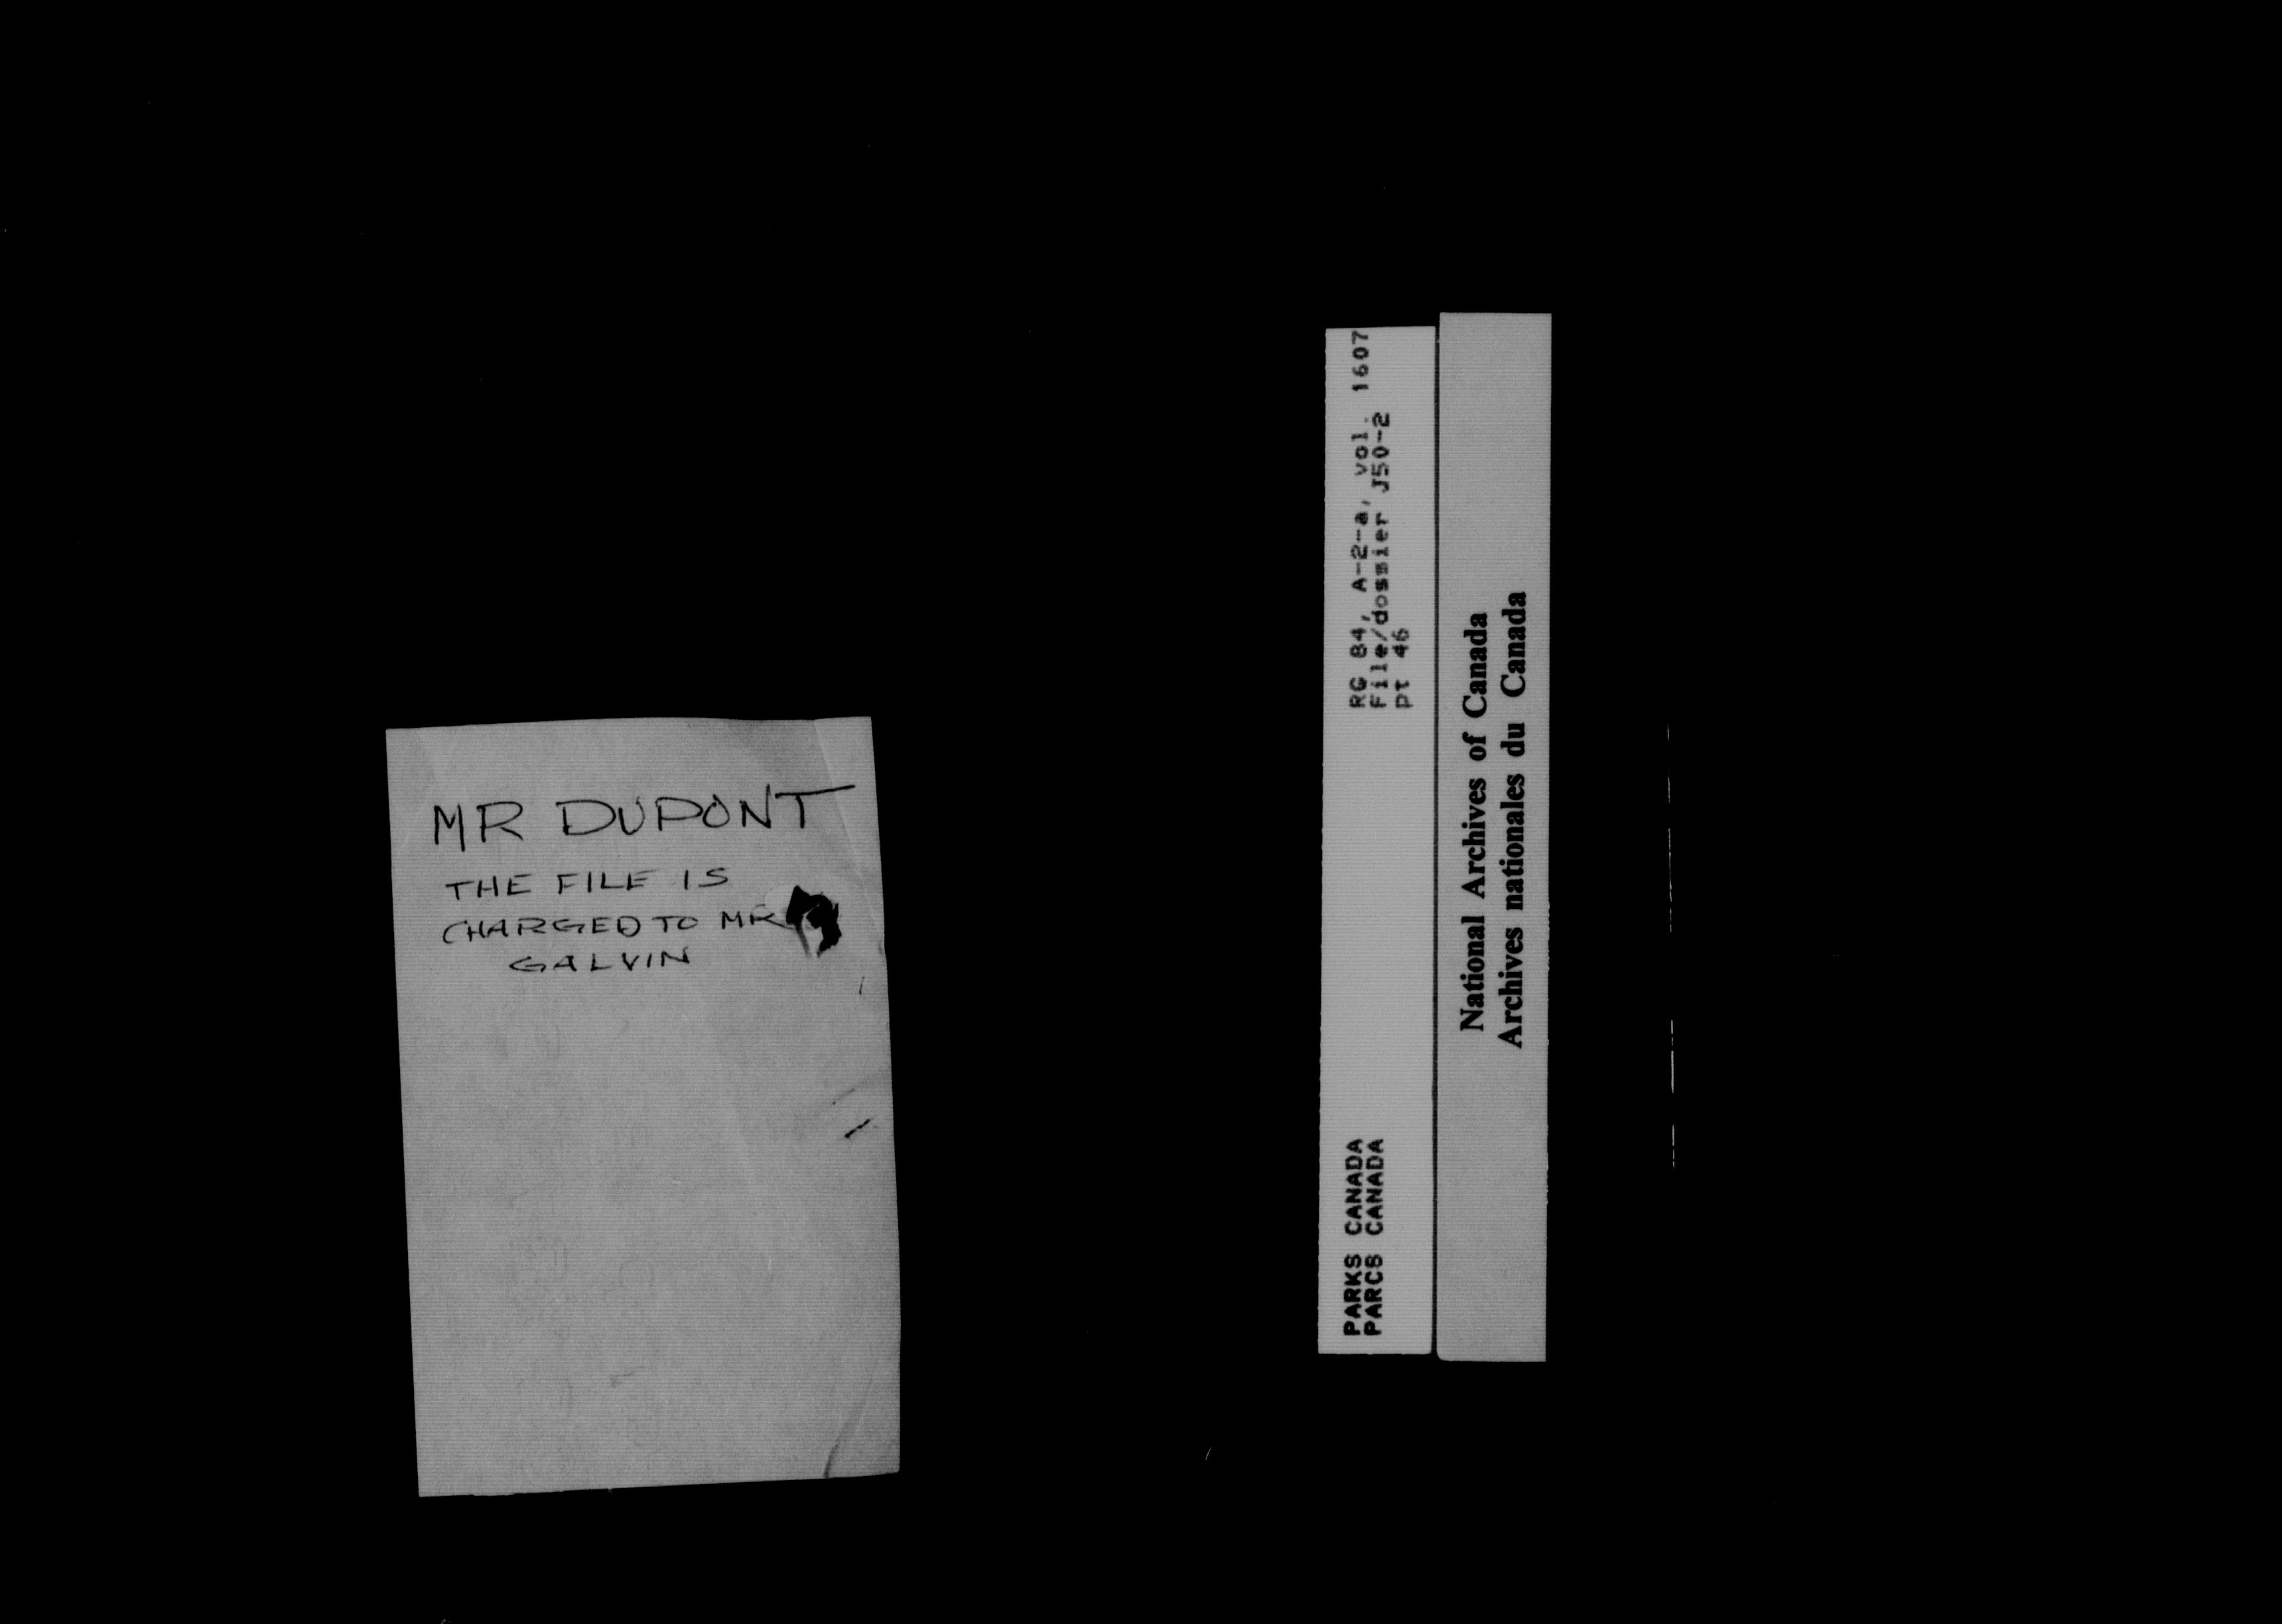 MR DUPONT
THE FILE IS
CHARGED TO MR
GALVIN
PARKS CANADA
PARCS CANADA
RG 84, A-2-a, vol. 1607
File/dossier J50-2
pt 46
National Archives of Canada
Archives nationales du Canada